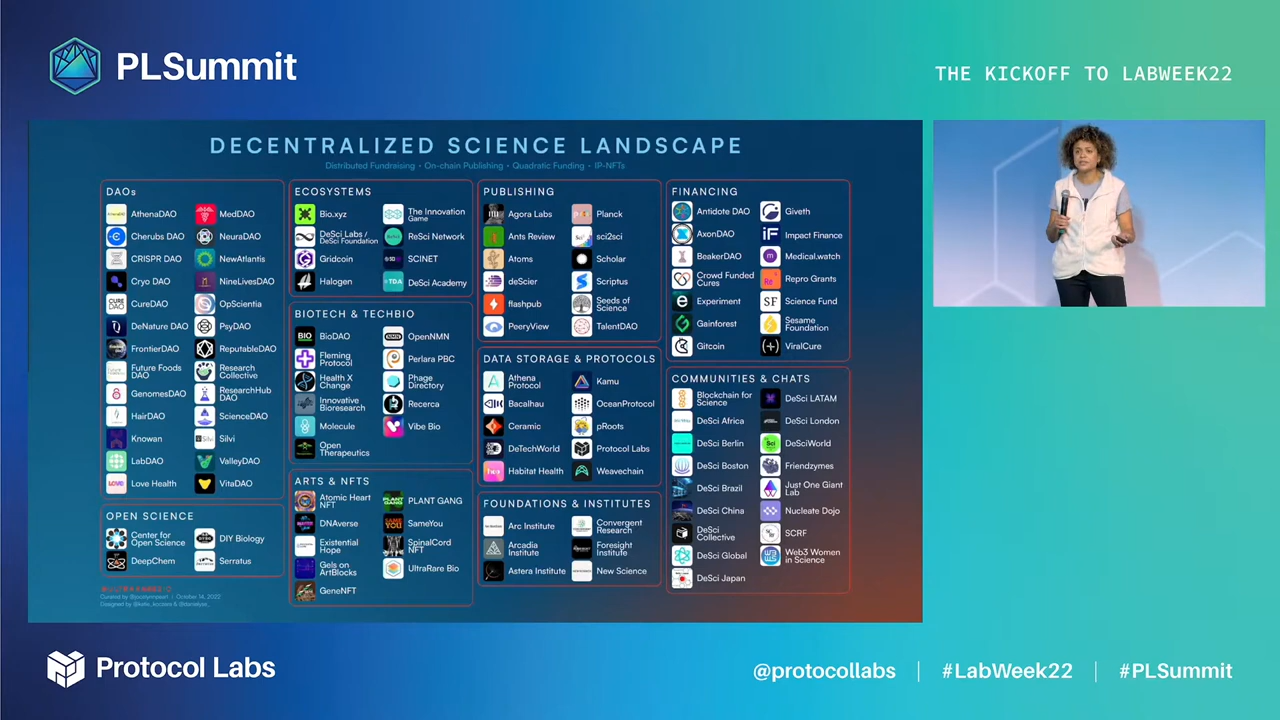 PLSummit
THE KICKOFF TO LABWEEK22
DECENTRALIZED SCIENCE LANDSCAPE
Distributed Fundraising · On-chain Publishing · Quadratic Funding · IP-NFTs
DAOs
AthenaDAO
Cherubs DAO
CRISPR DAO
Cryo DAO
CureDAO
DeNature DAO
FrontierDAO
Future Foods
DAO
GenomesDAO
HairDAO
Knowan
LabDAO
Love Health
MedDAO
NeuraDAO
NewAtlantis
NineLivesDAO
OpScientia
PsyDAO
ReputableDAO
Research
Collective
ResearchHub
DAO
ScienceDAO
Silvi
ValleyDAO
VitaDAO
OPEN SCIENCE
Center for
Open Science
DeepChem
DIY Biology
Serratus
ECOSYSTEMS
Bio.xyz
DeSci Labs /
DeSci Foundation
Gridcoin
Halogen
The Innovation
Game
ReSci Network
SCINET
DeSci Academy
BIOTECH & TECHBIO
BioDAO
Fleming
Protocol
Health X
Change
Innovative
Bioresearch
Molecule
Open
Therapeutics
OpenNMN
Perlara PBC
Phage
Directory
Recerca
Vibe Bio
ARTS & NFTS
Atomic Heart
NFT
DNAverse
Existential
Hope
Gels on
ArtBlocks
GeneNFT
PLANT GANG
SameYou
SpinalCord
NFT
UltraRare Bio
PUBLISHING
Agora Labs
Ants Review
Atoms
deScier
flashpub
PeeryView
Planck
sci2sci
Scholar
Scriptus
Seeds of
Science
TalentDAO
DATA STORAGE & PROTOCOLS
Athena
Protocol
Bacalhau
Ceramic
DeTechWorld
Habitat Health
Kamu
OceanProtocol
pRoots
Protocol Labs
Weavechain
FOUNDATIONS & INSTITUTES
Arc Institute
Arcadia
Institute
Astera Institute
Convergent
Research
Foresight
Institute
New Science
FINANCING
Antidote DAO
AxonDAO
BeakerDAO
Crowd Funded
Cures
Experiment
Gainforest
Gitcoin
Giveth
Impact Finance
Medical.watch
Repro Grants
Science Fund
Sesame
Foundation
ViralCure
COMMUNITIES & CHATS
Blockchain for
Science
DeSci Africa
DeSci Berlin
DeSci Boston
DeSci Brazil
DeSci China
DeSci
Collective
DeSci Global
DeSci Japan
DeSci LATAM
DeSci London
DeSciWorld
Friendzymes
Just One Giant
Lab
Nucleate Dojo
SCRF
Web3 Women
in Science
Curated by @jocelynnpearl | October 14, 2022
Protocol Labs
@protocollabs | #LabWeek22 | #PLSummit